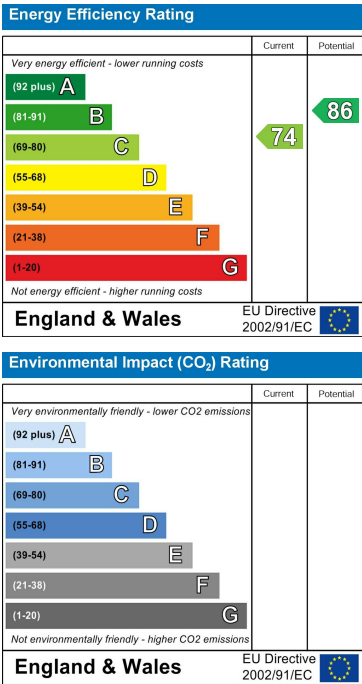 Energy Efficiency Rating
Current Potential
Very energy efficient - lower running costs
(92 plus) A
(81-91) B
(69-80) C
(55-68) D
(39-54) E
(21-38) F
(1-20) G
74
86
Not energy efficient - higher running costs
England & Wales
EU Directive
2002/91/EC
Environmental Impact (CO₂) Rating
Current Potential
Very environmentally friendly - lower CO2 emissions
(92 plus) A
(81-91) B
(69-80) C
(55-68) D
(39-54) E
(21-38) F
(1-20) G
Not environmentally friendly - higher CO2 emissions
England & Wales
EU Directive
2002/91/EC